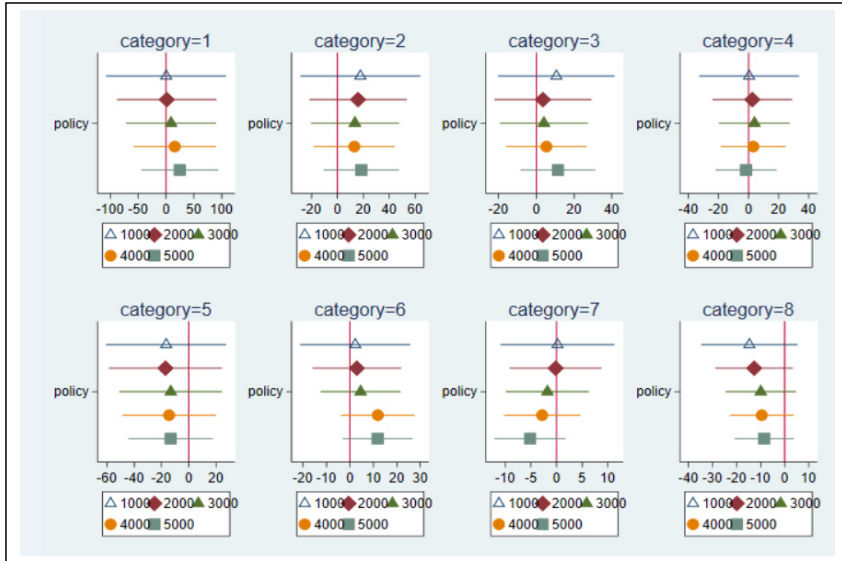 category=1 category=2 category=3 category=4
policy policy policy policy
-100 -50 0 50 100 -20 0 20 40 60 -20 0 20 40 -40 -20 0 20 40
1000 2000 3000 1000 2000 3000 1000 2000 3000 1000 2000 3000
4000 5000 4000 5000 4000 5000 4000 5000
category=5 category=6 category=7 category=8
policy policy policy policy
-60 -40 -20 0 20 -20 -10 0 10 20 30 -10 -5 0 5 10 -40 -30 -20 -10 0 10
1000 2000 3000 1000 2000 3000 1000 2000 3000 1000 2000 3000
4000 5000 4000 5000 4000 5000 4000 5000